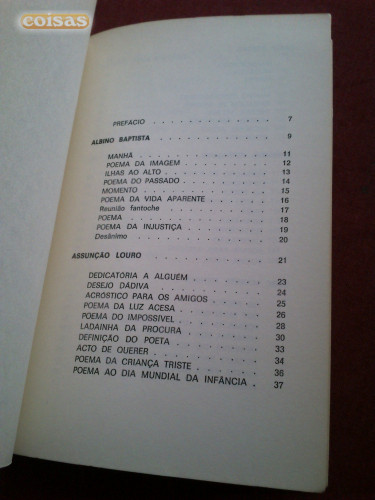 coisas
PREFÁCIO . . . . . . . . . . . . 7
ALBINO BAPTISTA . . . . . . . . . . . . 9
MANHÃ . . . . . . . . . . . . 11
POEMA DA IMAGEM . . . . . . . . . . . . 12
ILHAS AO ALTO . . . . . . . . . . . . 13
POEMA DO PASSADO . . . . . . . . . . . . 14
MOMENTO . . . . . . . . . . . . 15
POEMA DA VIDA APARENTE . . . . . . . . 16
Reunião fantoche . . . . . . . . . . . . 17
POEMA . . . . . . . . . . . . 18
POEMA DA INJUSTIÇA . . . . . . . . . . 19
Desânimo . . . . . . . . . . . . 20
ASSUNÇÃO LOURO . . . . . . . . . . . . 21
DEDICATORIA A ALGUÉM . . . . . . . . 23
DESEJO DÁDIVA . . . . . . . . . . . . 24
ACRÓSTICO PARA OS AMIGOS . . . . . . 25
POEMA DA LUZ ACESA . . . . . . . . . . 26
POEMA DO IMPOSSÍVEL . . . . . . . . . . 28
LADAINHA DA PROCURA . . . . . . . . . . 30
DEFINIÇÃO DO POETA . . . . . . . . . . 33
ACTO DE QUERER . . . . . . . . . . . . 34
POEMA DA CRIANÇA TRISTE . . . . . . . . 36
POEMA AO DIA MUNDIAL DA INFÂNCIA . 37